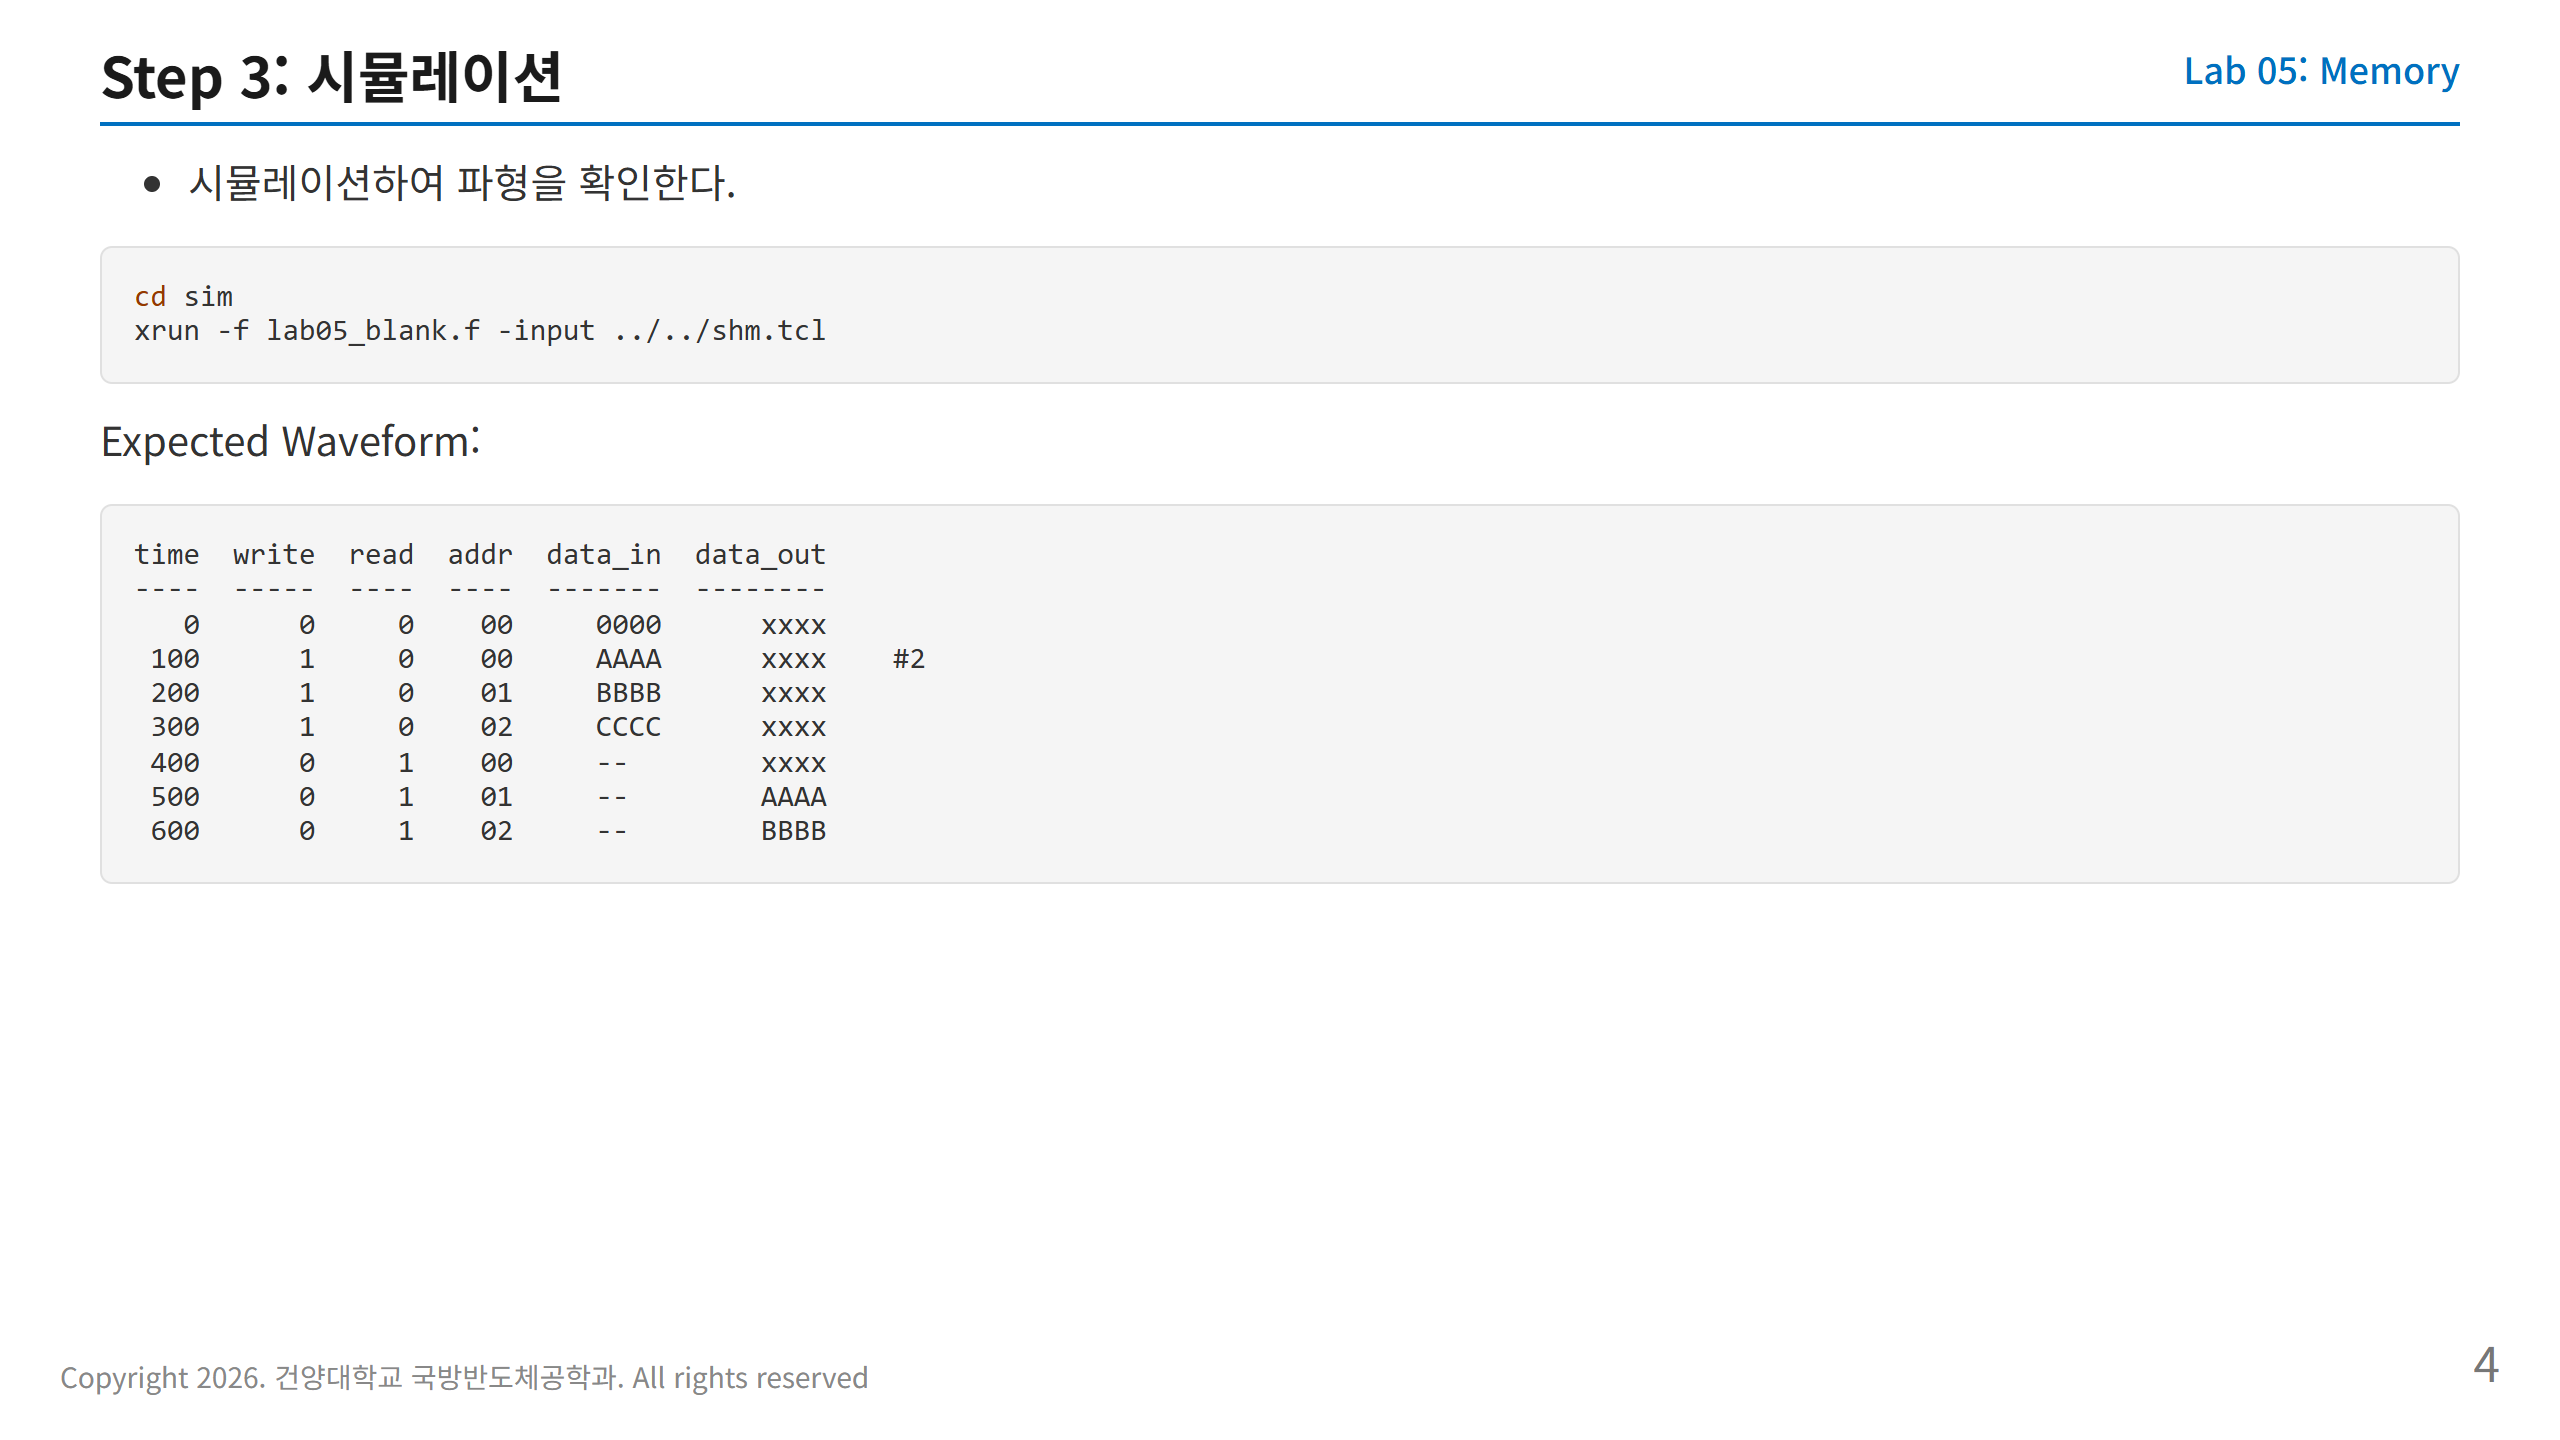 Step 3: 시뮬레이션
Lab 05: Memory
• 시뮬레이션하여 파형을 확인한다.
cd sim
xrun -f lab05_blank.f -input ../../shm.tcl
Expected Waveform:
time  write  read  addr  data_in  data_out
----  -----  ----  ----  -------  --------
   0      0     0    00     0000      xxxx
 100      1     0    00     AAAA      xxxx    #2
 200      1     0    01     BBBB      xxxx
 300      1     0    02     CCCC      xxxx
 400      0     1    00     --        xxxx
 500      0     1    01     --        AAAA
 600      0     1    02     --        BBBB
Copyright 2026. 건양대학교 국방반도체공학과. All rights reserved
4